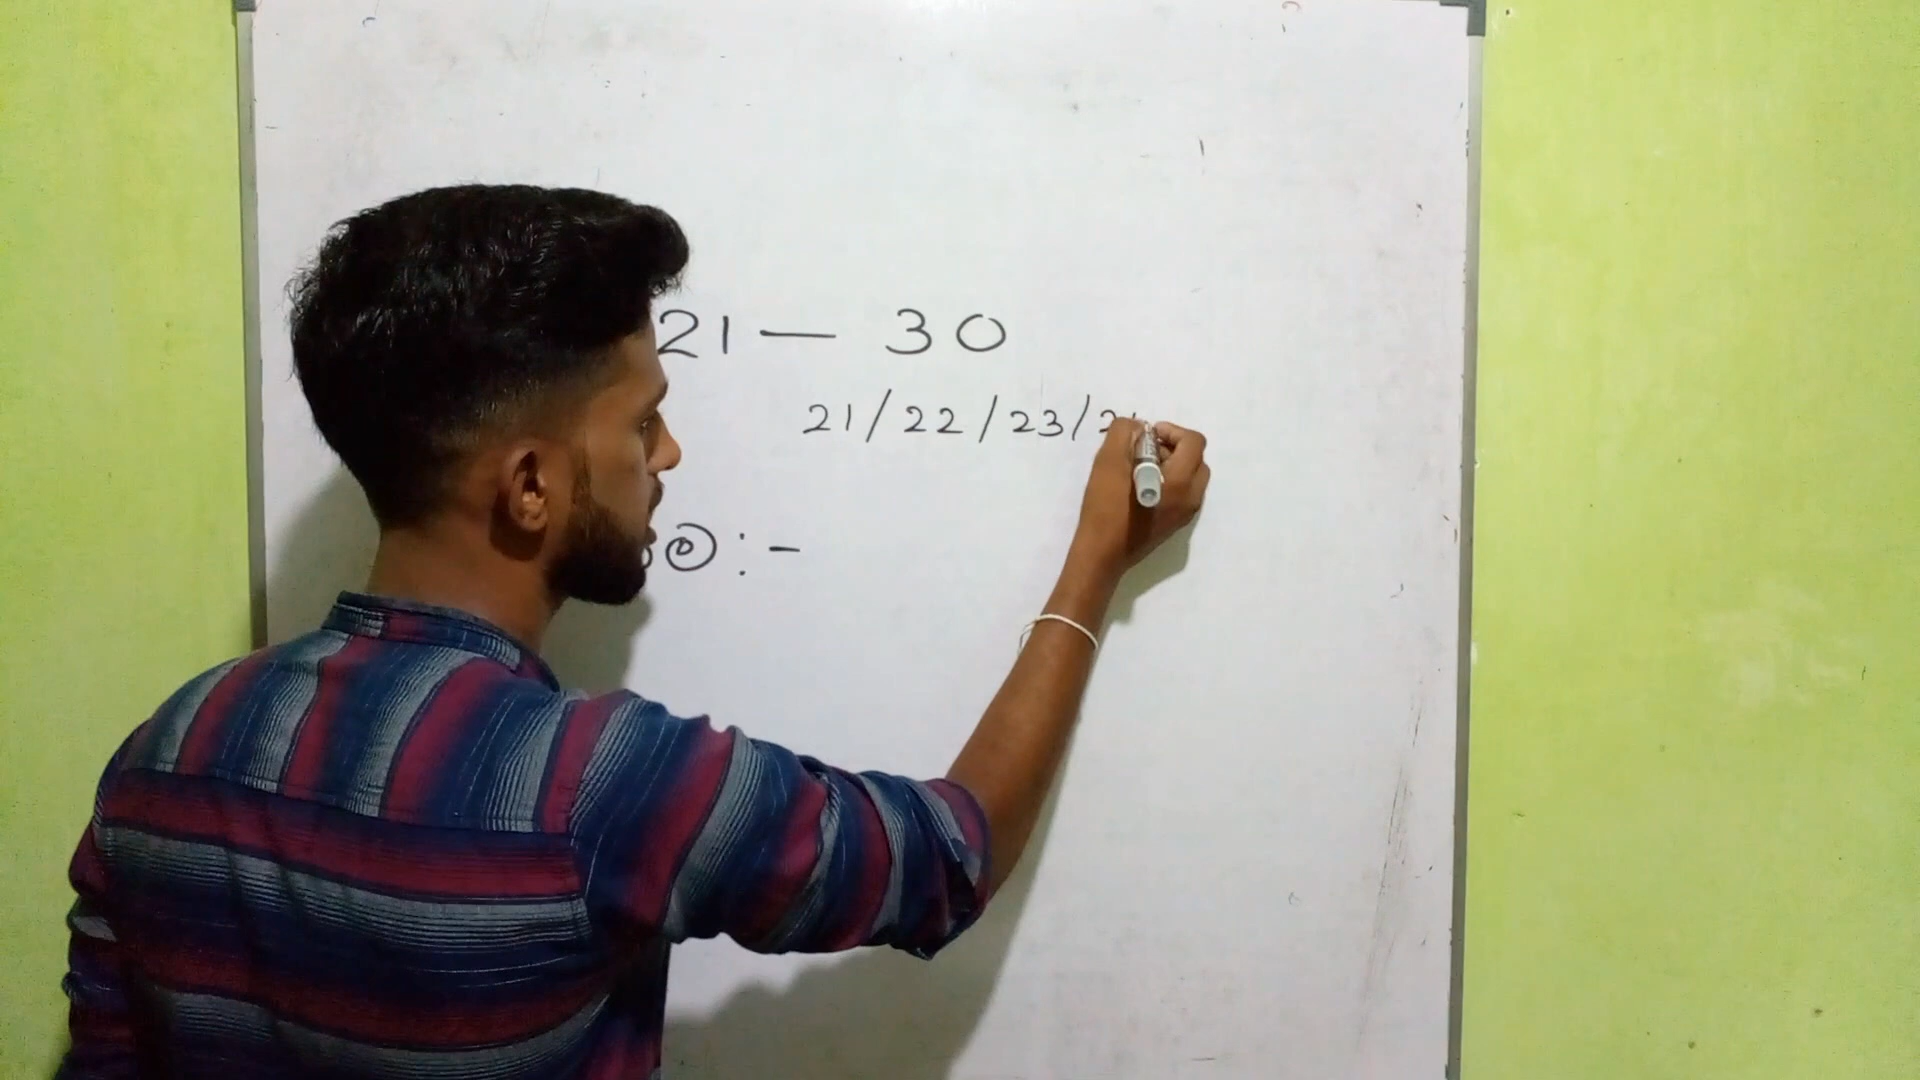 21 — 30
21/22/23/2
:-